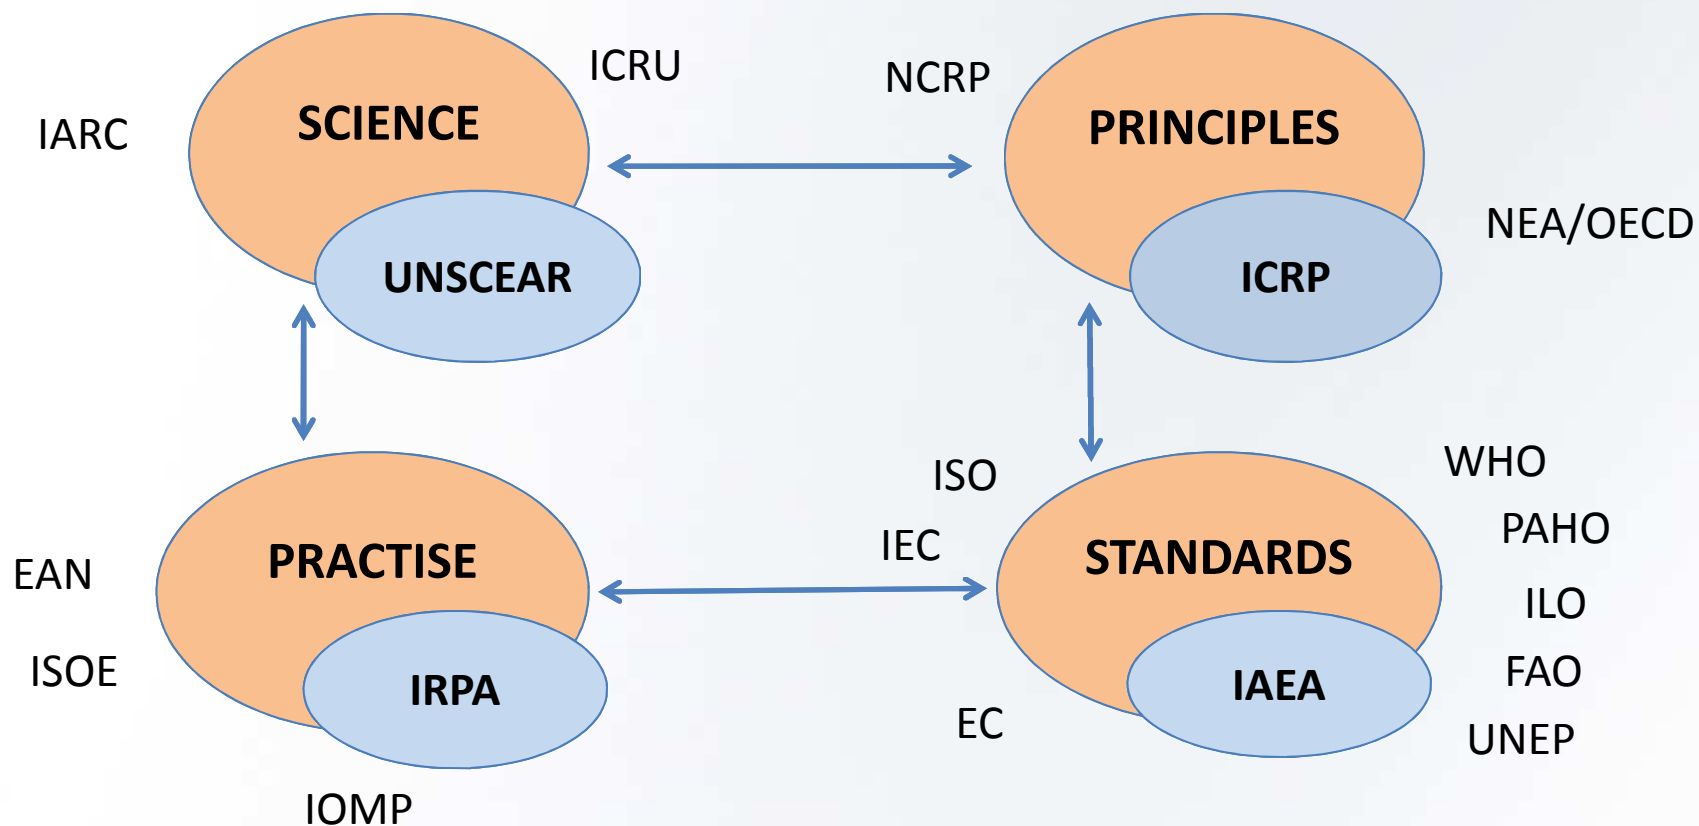 ICRU
NCRP
SCIENCE
PRINCIPLES
IARC
NEA/OECD
UNSCEAR
ICRP
WHO
ISO
PAHO
IEC
PRACTISE
STANDARDS
EAN
ILO
ISOE
FAO
IRPA
IAEA
EC
UNEP
IOMP